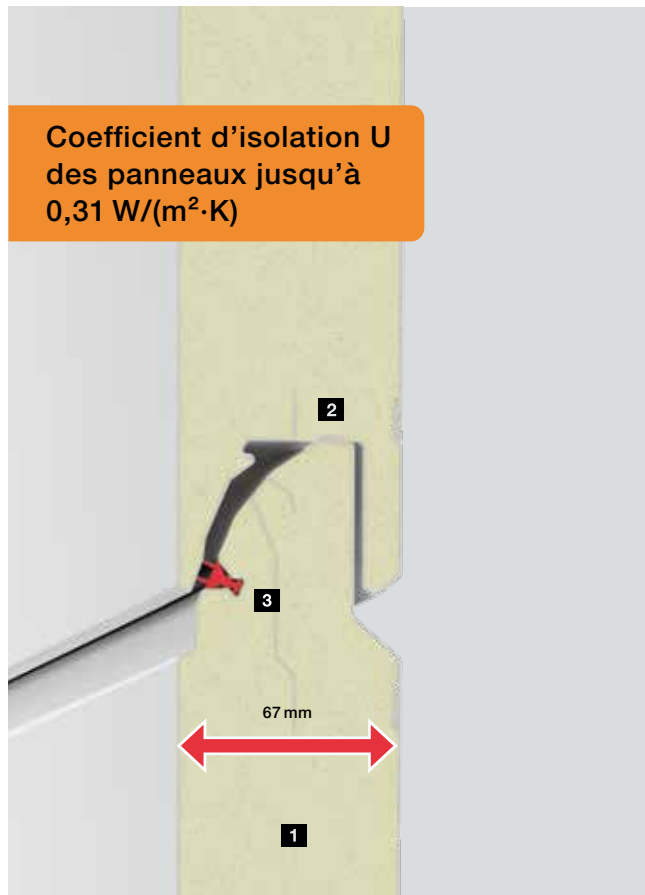 Coefficient d’isolation U
des panneaux jusqu’à
0,31 W/(m²·K)
2
3
67 mm
1